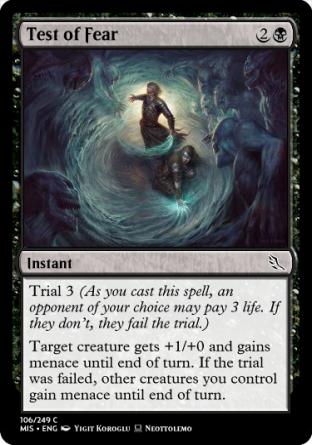 Test of Fear 2
Instant
Trial 3 (As you cast this spell, an
opponent of your choice may pay 3 life. If
they don't, they fail the trial.)
Target creature gets +1/+0 and gains
menace until end of turn. If the trial
was failed, other creatures you control
gain menace until end of turn.
106/249 C
MIS • ENG Yigit Koroglu Neottolemo